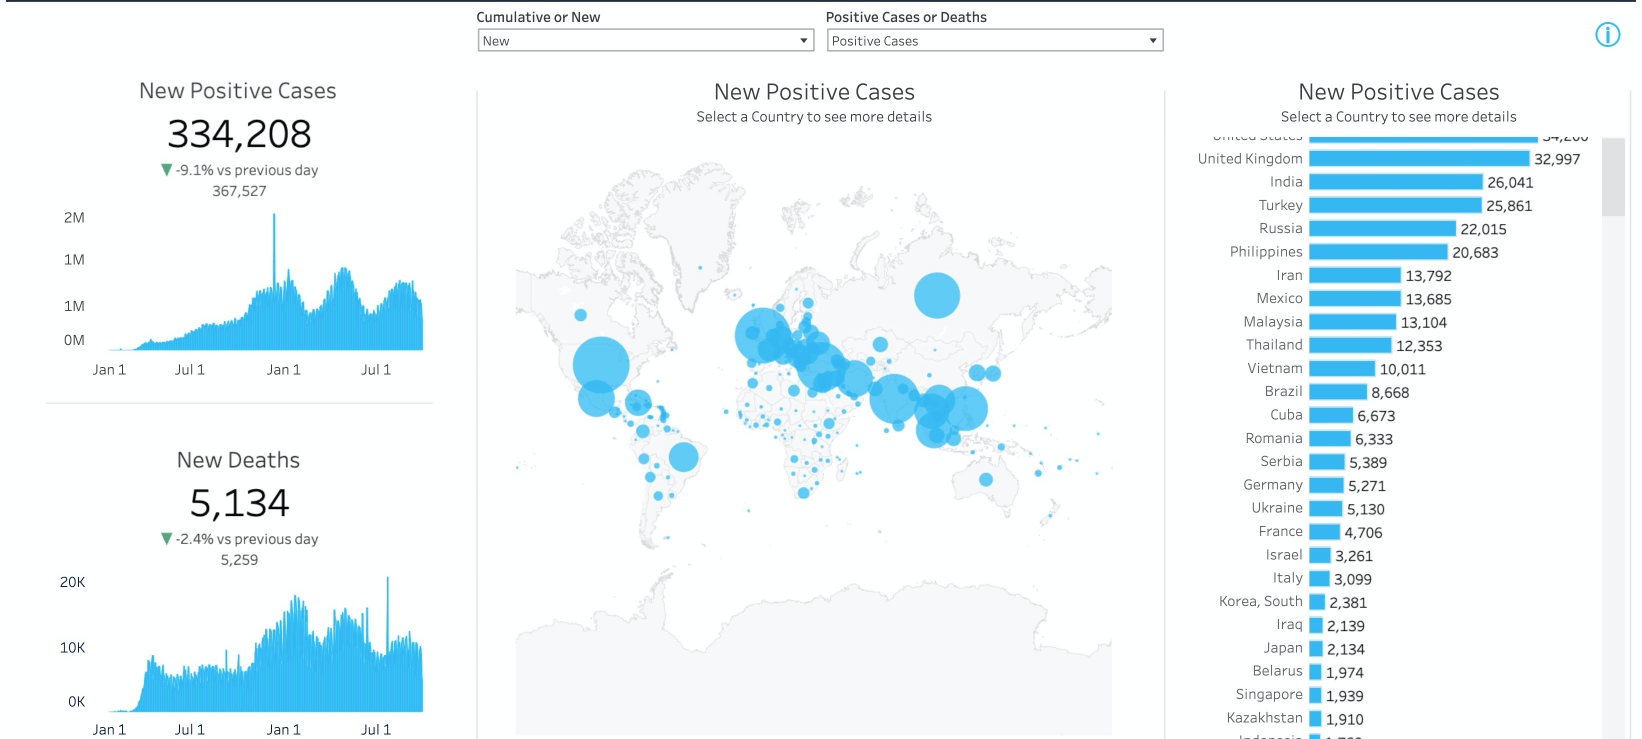 Cumulative or New
New
Positive Cases or Deaths
Positive Cases
New Positive Cases
334,208
-9.1% vs previous day
367,527
2M
1M
1M
0M
Jan 1 Jul 1 Jan 1 Jul 1
New Deaths
5,134
-2.4% vs previous day
5,259
20K
10K
0K
Jan 1 Jul 1 Jan 1 Jul 1
New Positive Cases
Select a Country to see more details
New Positive Cases
Select a Country to see more details
United States
United Kingdom 32,997
India 26,041
Turkey 25,861
Russia 22,015
Philippines 20,683
Iran 13,792
Mexico 13,685
Malaysia 13,104
Thailand 12,353
Vietnam 10,011
Brazil 8,668
Cuba 6,673
Romania 6,333
Serbia 5,389
Germany 5,271
Ukraine 5,130
France 4,706
Israel 3,261
Italy 3,099
Korea, South 2,381
Iraq 2,139
Japan 2,134
Belarus 1,974
Singapore 1,939
Kazakhstan 1,910